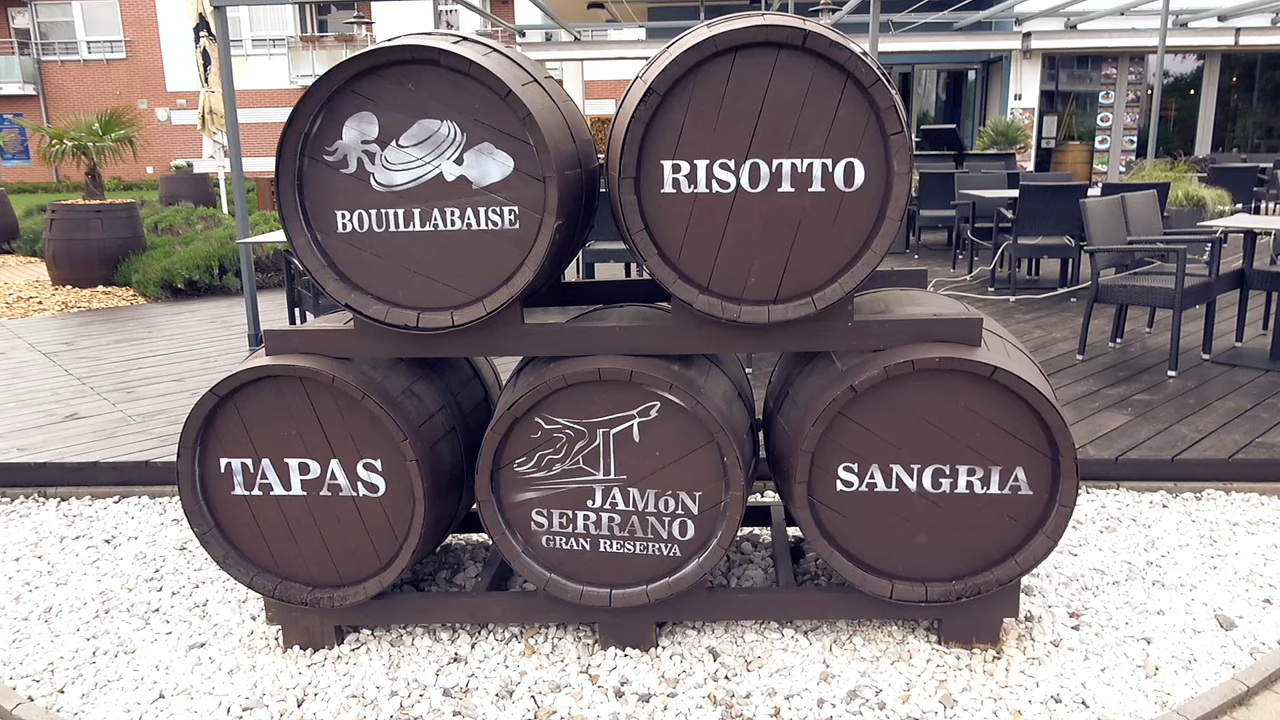 BOUILLABAISE
RISOTTO
TAPAS
JAMóN
SERRANO
GRAN RESERVA
SANGRIA